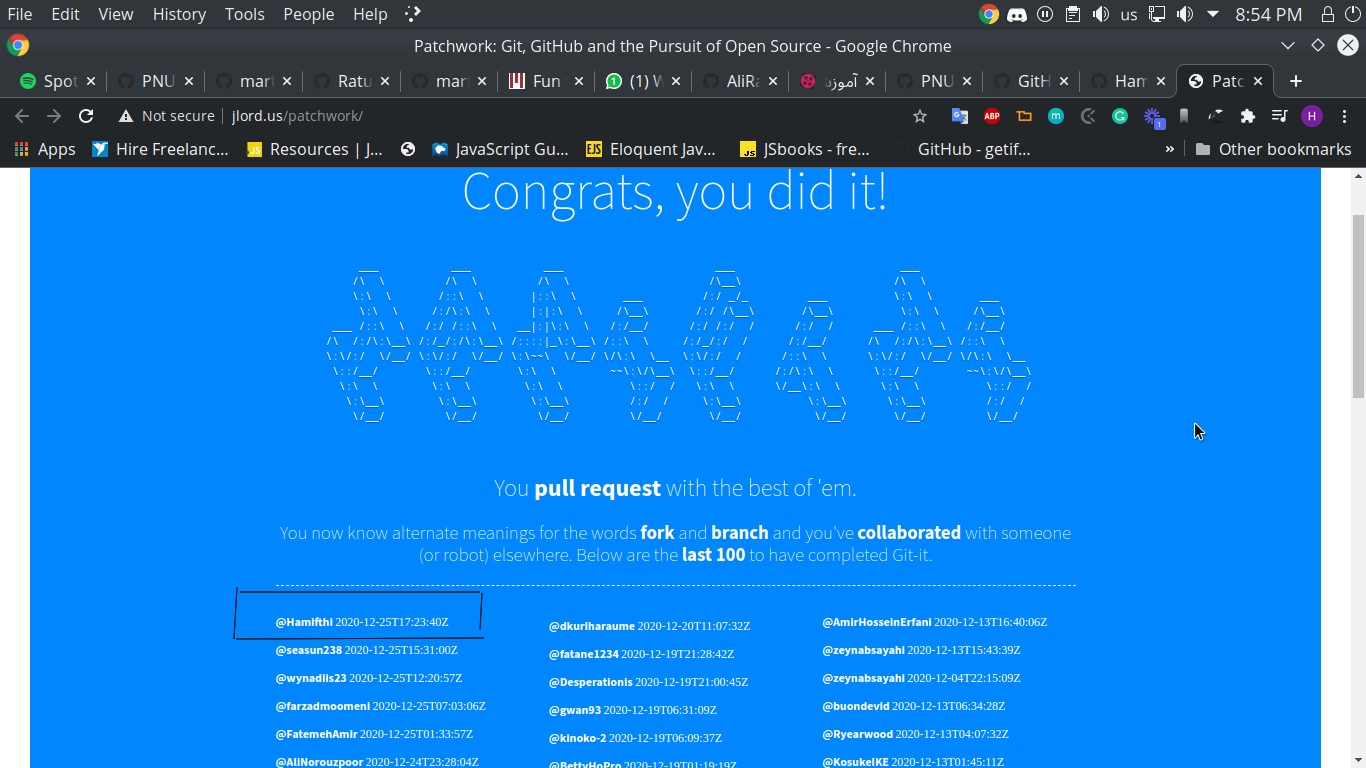 File Edit View History Tools People Help us 8:54 PM
Patchwork: Git, GitHub and the Pursuit of Open Source - Google Chrome
Spot PNU mart Ratu mar Fun (1) W AliRa آموزش PNU GitH Ham Patc
Not secure jlord.us/patchwork/ ABP m G 1 H
Apps Hire Freelanc... JS Resources | J... JavaScript Gu... EJS Eloquent Jav... JS JSbooks - fre... GitHub - getif... » Other bookmarks
Congrats, you did it!
You pull request with the best of 'em.
You now know alternate meanings for the words fork and branch and you've collaborated with someone
(or robot) elsewhere. Below are the last 100 to have completed Git-it.
@Hamifthi 2020-12-25T17:23:40Z
@seasun238 2020-12-25T15:31:00Z
@wynadiis23 2020-12-25T12:20:57Z
@farzadmoomeni 2020-12-25T07:03:06Z
@FatemehAmir 2020-12-25T01:33:57Z
@AliNorouzpoor 2020-12-24T23:28:04Z
@dkuriharaume 2020-12-20T11:07:32Z
@fatane1234 2020-12-19T21:28:42Z
@Desperationis 2020-12-19T21:00:45Z
@gwan93 2020-12-19T06:31:09Z
@kinoko-2 2020-12-19T06:09:37Z
@BettyHoPro 2020-12-19T01:19:19Z
@AmirHosseinErfani 2020-12-13T16:40:06Z
@zeynabsayahi 2020-12-13T15:43:39Z
@zeynabsayahi 2020-12-04T22:15:09Z
@buondevid 2020-12-13T06:34:28Z
@Ryearwood 2020-12-13T04:07:32Z
@KosukeIKE 2020-12-13T01:45:11Z